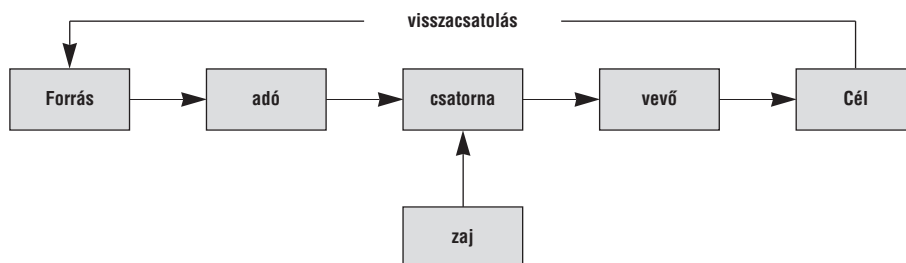 visszacsatolás
Forrás
adó
csatorna
vevő
Cél
zaj